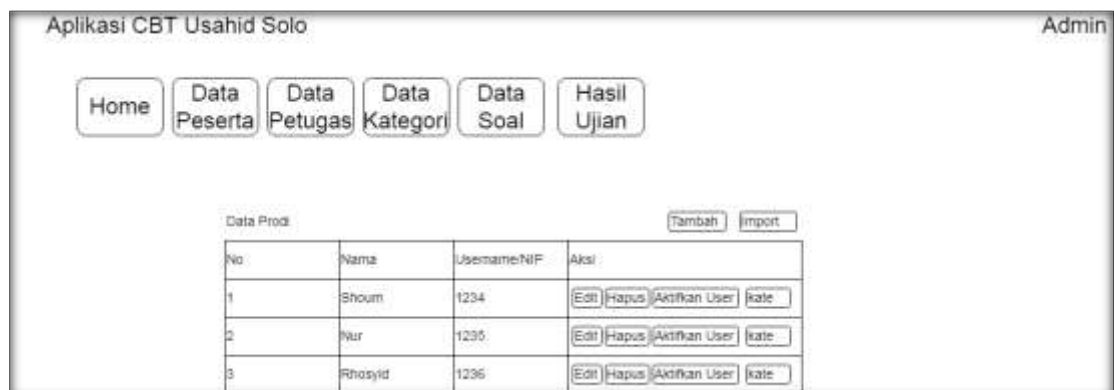 Aplikasi CBT Usahid Solo Admin
Home Data Peserta Data Petugas Data Kategori Data Soal Hasil Ujian
Data Prodi Tambah Import
No Nama Username/NIP Aksi
1 Shoum 1234 Edit Hapus Aktifkan User kate
2 Nur 1235 Edit Hapus Aktifkan User kate
3 Rhosyid 1236 Edit Hapus Aktifkan User kate